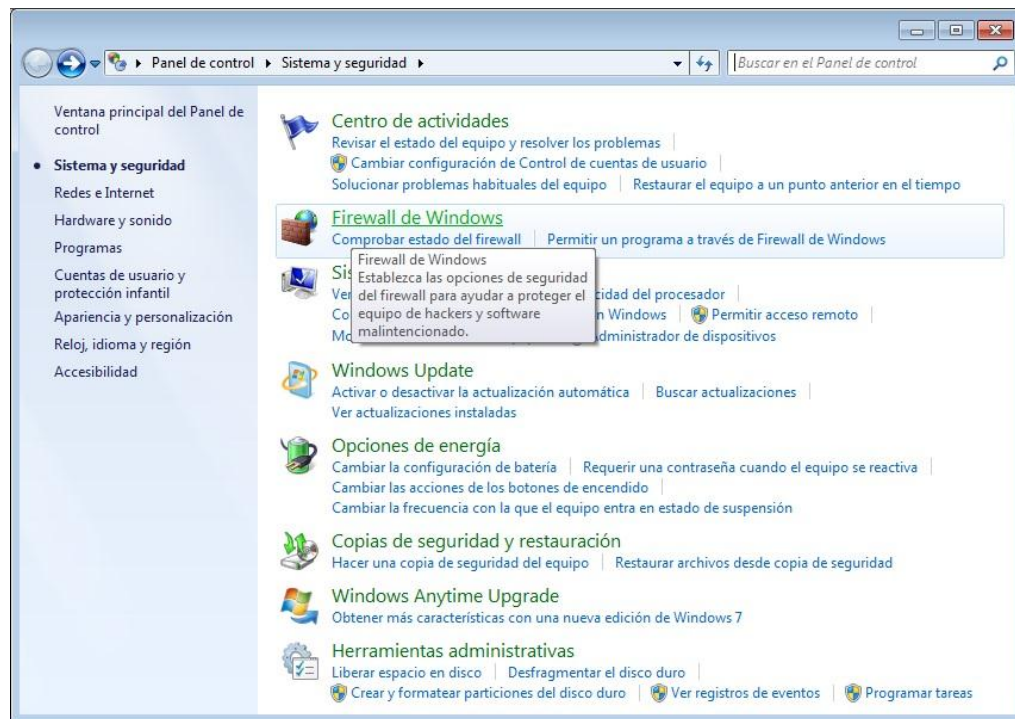 Panel de control
Sistema y seguridad
Buscar en el Panel de control
Ventana principal del Panel de
control
Sistema y seguridad
Redes e Internet
Hardware y sonido
Programas
Cuentas de usuario y
protección infantil
Apariencia y personalización
Reloj, idioma y región
Accesibilidad
Centro de actividades
Revisar el estado del equipo y resolver los problemas
Cambiar configuración de Control de cuentas de usuario
Solucionar problemas habituales del equipo Restaurar el equipo a un punto anterior en el tiempo
Firewall de Windows
Comprobar estado del firewall Permitir un programa a través de Firewall de Windows
Firewall de Windows
Establezca las opciones de seguridad
del firewall para ayudar a proteger el
equipo de hackers y software
malintencionado.
del procesador
Windows Permitir acceso remoto
de dispositivos
Windows Update
Activar o desactivar la actualización automática Buscar actualizaciones
Ver actualizaciones instaladas
Opciones de energía
Cambiar la configuración de batería Requerir una contraseña cuando el equipo se reactiva
Cambiar las acciones de los botones de encendido
Cambiar la frecuencia con la que el equipo entra en estado de suspensión
Copias de seguridad y restauración
Hacer una copia de seguridad del equipo Restaurar archivos desde copia de seguridad
Windows Anytime Upgrade
Obtener más características con una nueva edición de Windows 7
Herramientas administrativas
Liberar espacio en disco Desfragmentar el disco duro
Crear y formatear particiones del disco duro Ver registros de eventos Programar tareas